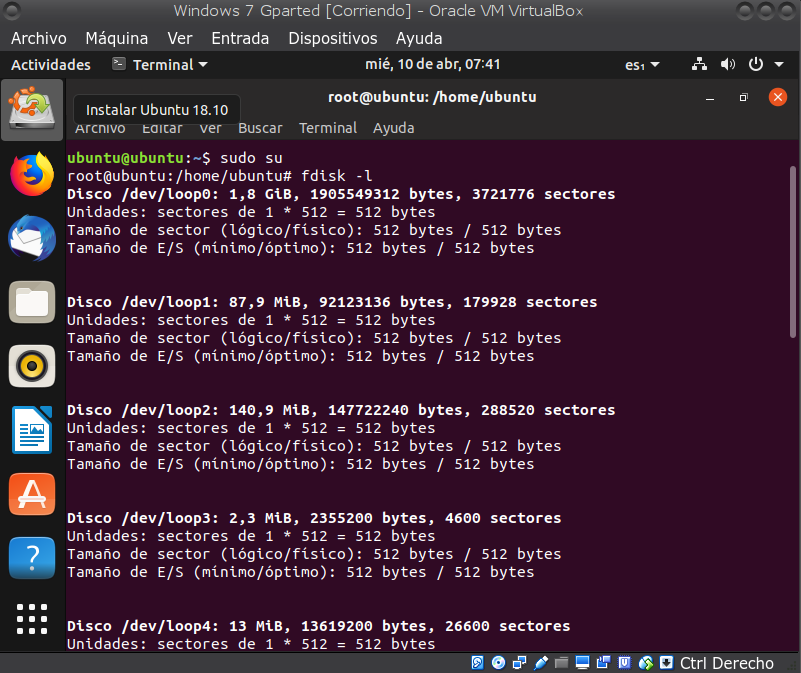 Windows 7 Gparted [Corriendo] - Oracle VM VirtualBox
Archivo Máquina Ver Entrada Dispositivos Ayuda
Actividades Terminal mié, 10 de abr, 07:41 es₁
root@ubuntu: /home/ubuntu
Instalar Ubuntu 18.10
Archivo Editar Ver Buscar Terminal Ayuda
ubuntu@ubuntu:~$ sudo su
root@ubuntu:/home/ubuntu# fdisk -l
Disco /dev/loop0: 1,8 GiB, 1905549312 bytes, 3721776 sectores
Unidades: sectores de 1 * 512 = 512 bytes
Tamaño de sector (lógico/físico): 512 bytes / 512 bytes
Tamaño de E/S (mínimo/óptimo): 512 bytes / 512 bytes
Disco /dev/loop1: 87,9 MiB, 92123136 bytes, 179928 sectores
Unidades: sectores de 1 * 512 = 512 bytes
Tamaño de sector (lógico/físico): 512 bytes / 512 bytes
Tamaño de E/S (mínimo/óptimo): 512 bytes / 512 bytes
Disco /dev/loop2: 140,9 MiB, 147722240 bytes, 288520 sectores
Unidades: sectores de 1 * 512 = 512 bytes
Tamaño de sector (lógico/físico): 512 bytes / 512 bytes
Tamaño de E/S (mínimo/óptimo): 512 bytes / 512 bytes
Disco /dev/loop3: 2,3 MiB, 2355200 bytes, 4600 sectores
Unidades: sectores de 1 * 512 = 512 bytes
Tamaño de sector (lógico/físico): 512 bytes / 512 bytes
Tamaño de E/S (mínimo/óptimo): 512 bytes / 512 bytes
Disco /dev/loop4: 13 MiB, 13619200 bytes, 26600 sectores
Unidades: sectores de 1 * 512 = 512 bytes
Ctrl Derecho